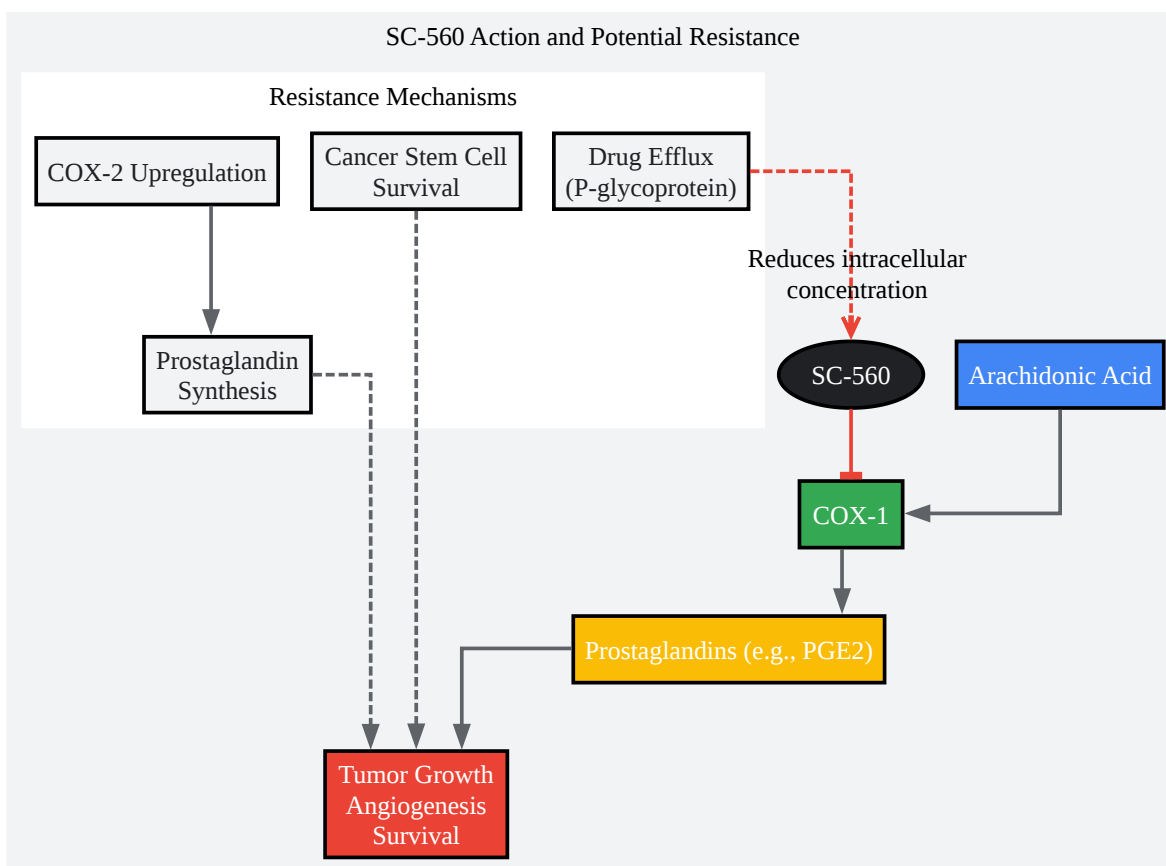 SC-560 Action and Potential Resistance
Resistance Mechanisms
COX-2 Upregulation
Cancer Stem Cell
Survival
Drug Efflux
(P-glycoprotein)
Reduces intracellular
concentration
Prostaglandin
Synthesis
SC-560
Arachidonic Acid
COX-1
Prostaglandins (e.g., PGE2)
Tumor Growth
Angiogenesis
Survival